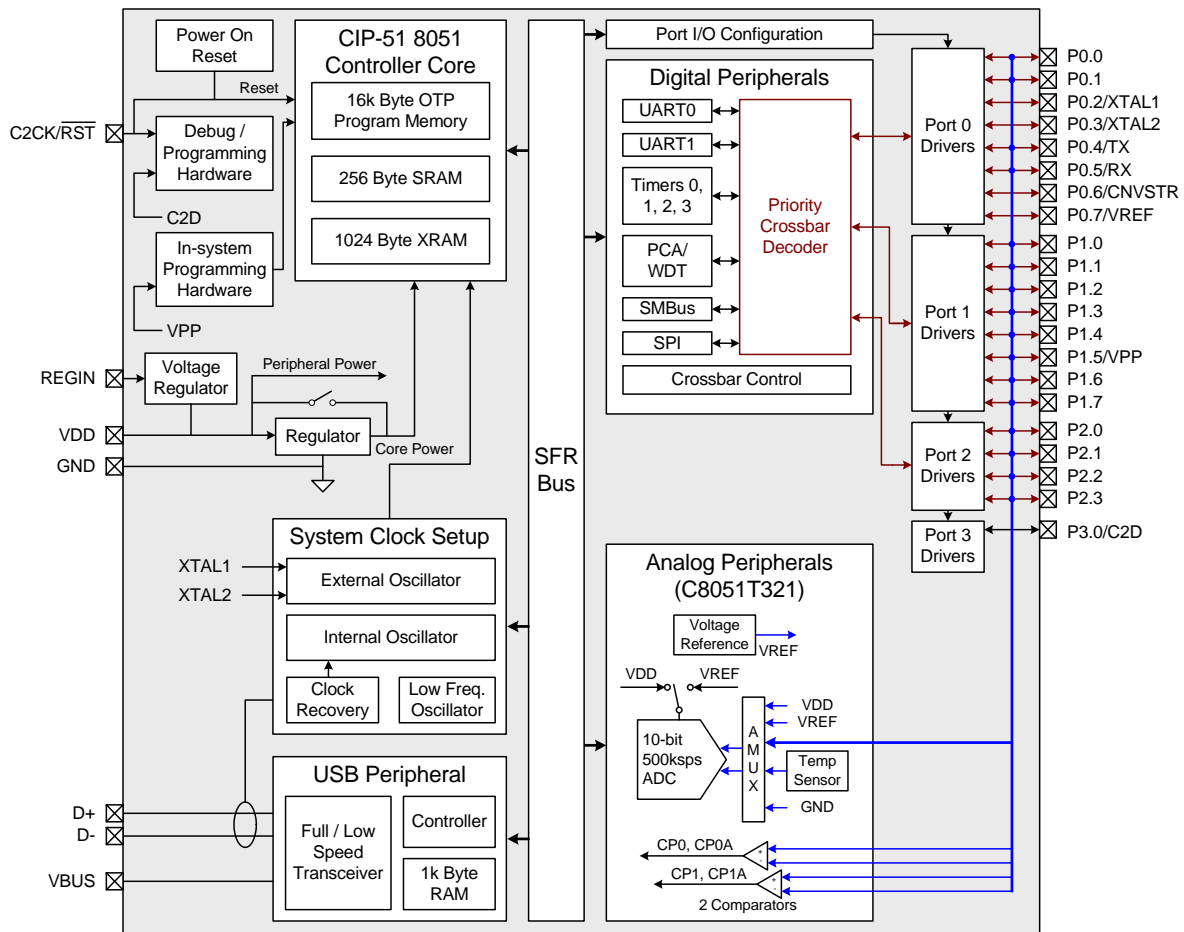 Power On
Reset
Reset
C2CK/RST
Debug /
Programming
Hardware
C2D
In-system
Programming
Hardware
VPP
CIP-51 8051
Controller Core
16k Byte OTP
Program Memory
256 Byte SRAM
1024 Byte XRAM
REGIN
Voltage
Regulator
Peripheral Power
VDD
Regulator
Core Power
GND
System Clock Setup
XTAL1
XTAL2
External Oscillator
Internal Oscillator
Clock
Recovery
Low Freq.
Oscillator
USB Peripheral
D+
D-
VBUS
Full / Low
Speed
Transceiver
Controller
1k Byte
RAM
SFR
Bus
Port I/O Configuration
Digital Peripherals
UART0
UART1
Timers 0,
1, 2, 3
PCA/
WDT
SMBus
SPI
Priority
Crossbar
Decoder
Crossbar Control
Port 0
Drivers
Port 1
Drivers
Port 2
Drivers
Port 3
Drivers
P0.0
P0.1
P0.2/XTAL1
P0.3/XTAL2
P0.4/TX
P0.5/RX
P0.6/CNVSTR
P0.7/VREF
P1.0
P1.1
P1.2
P1.3
P1.4
P1.5/VPP
P1.6
P1.7
P2.0
P2.1
P2.2
P2.3
P3.0/C2D
Analog Peripherals
(C8051T321)
Voltage
Reference
VREF
VDD
VREF
10-bit
500ksps
ADC
A
M
U
X
VDD
VREF
Temp
Sensor
GND
CP0, CP0A
+
-
CP1, CP1A
+
-
2 Comparators